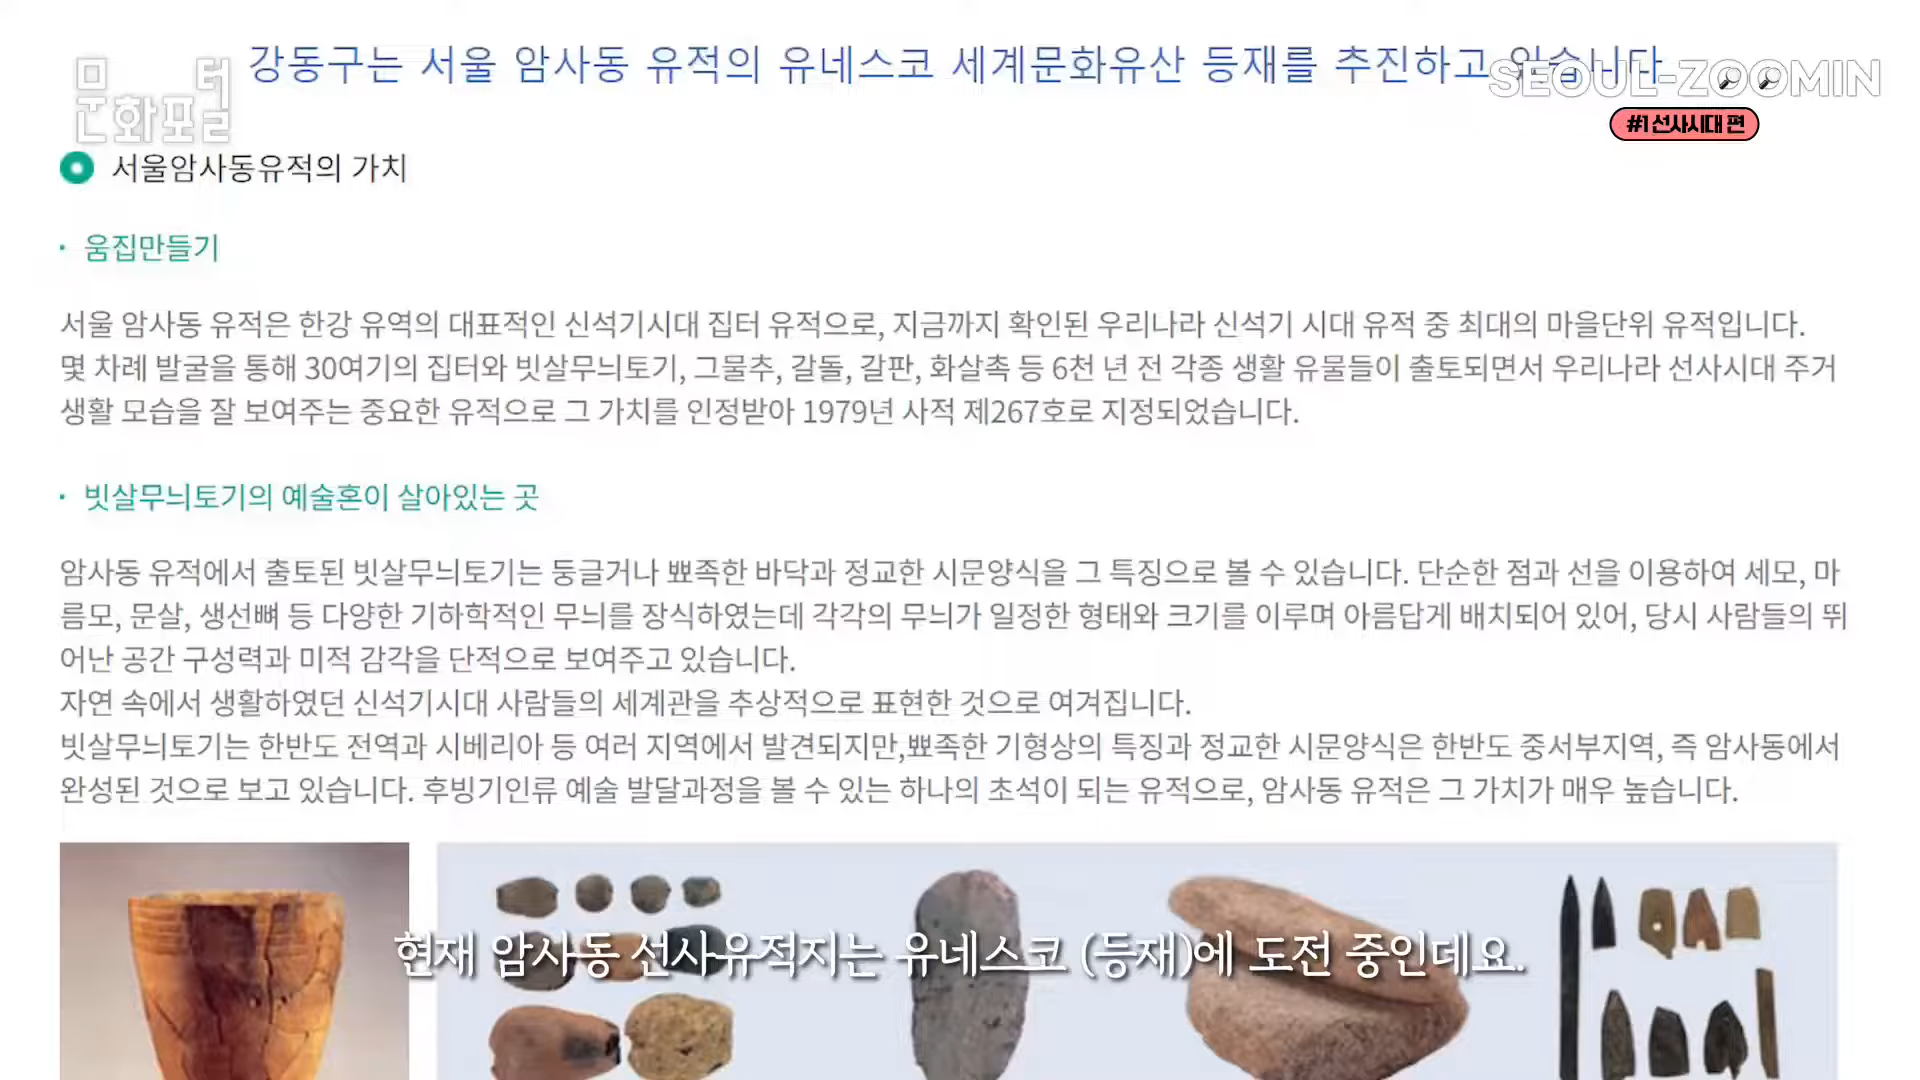 강동구는 서울 암사동 유적의 유네스코 세계문화유산 등재를 추진하고 있습니다
문화포털
SEOUL-ZOOMIN
#1 선사시대 편
서울암사동유적의 가치
· 움집만들기
서울 암사동 유적은 한강 유역의 대표적인 신석기시대 집터 유적으로, 지금까지 확인된 우리나라 신석기 시대 유적 중 최대의 마을단위 유적입니다.
몇 차례 발굴을 통해 30여기의 집터와 빗살무늬토기, 그물추, 갈돌, 갈판, 화살촉 등 6천 년 전 각종 생활 유물들이 출토되면서 우리나라 선사시대 주거
생활 모습을 잘 보여주는 중요한 유적으로 그 가치를 인정받아 1979년 사적 제267호로 지정되었습니다.
· 빗살무늬토기의 예술혼이 살아있는 곳
암사동 유적에서 출토된 빗살무늬토기는 둥글거나 뾰족한 바닥과 정교한 시문양식을 그 특징으로 볼 수 있습니다. 단순한 점과 선을 이용하여 세모, 마
름모, 문살, 생선뼈 등 다양한 기하학적인 무늬를 장식하였는데 각각의 무늬가 일정한 형태와 크기를 이루며 아름답게 배치되어 있어, 당시 사람들의 뛰
어난 공간 구성력과 미적 감각을 단적으로 보여주고 있습니다.
자연 속에서 생활하였던 신석기시대 사람들의 세계관을 추상적으로 표현한 것으로 여겨집니다.
빗살무늬토기는 한반도 전역과 시베리아 등 여러 지역에서 발견되지만,뾰족한 기형상의 특징과 정교한 시문양식은 한반도 중서부지역, 즉 암사동에서
완성된 것으로 보고 있습니다. 후빙기인류 예술 발달과정을 볼 수 있는 하나의 초석이 되는 유적으로, 암사동 유적은 그 가치가 매우 높습니다.
현재 암사동 선사유적지는 유네스코 (등재)에 도전 중인데요.